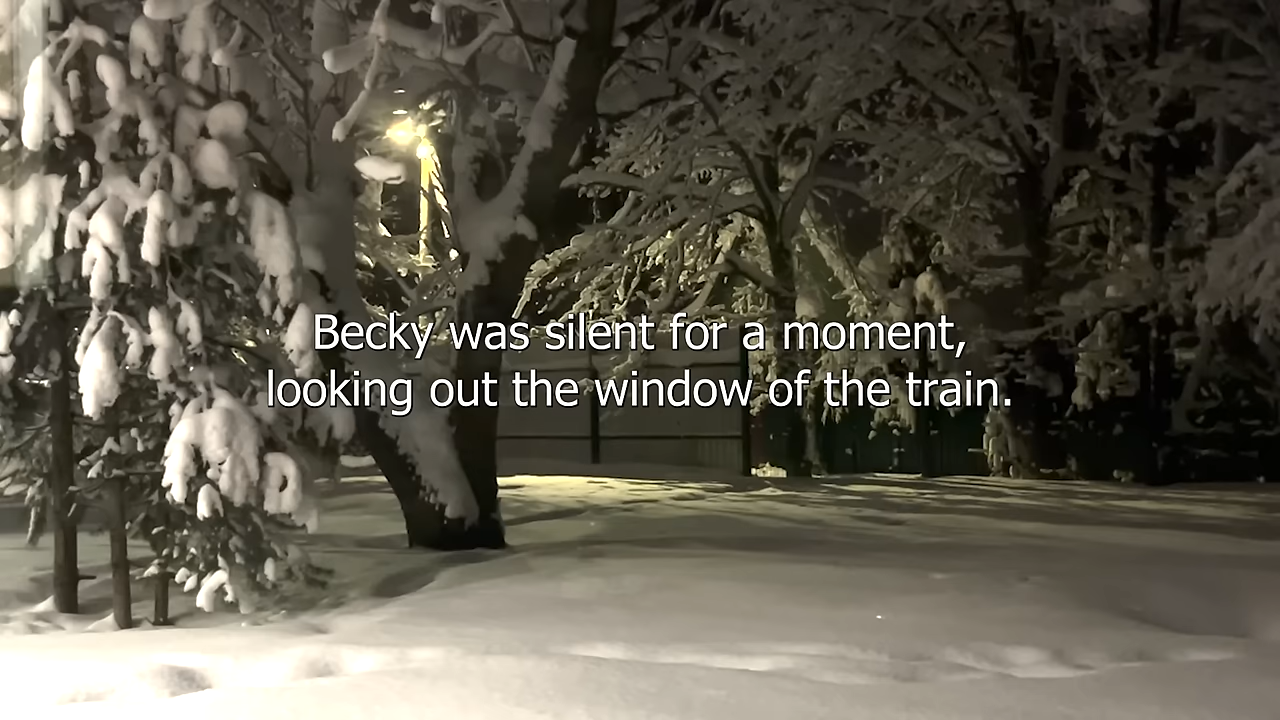 Becky was silent for a moment,
looking out the window of the train.